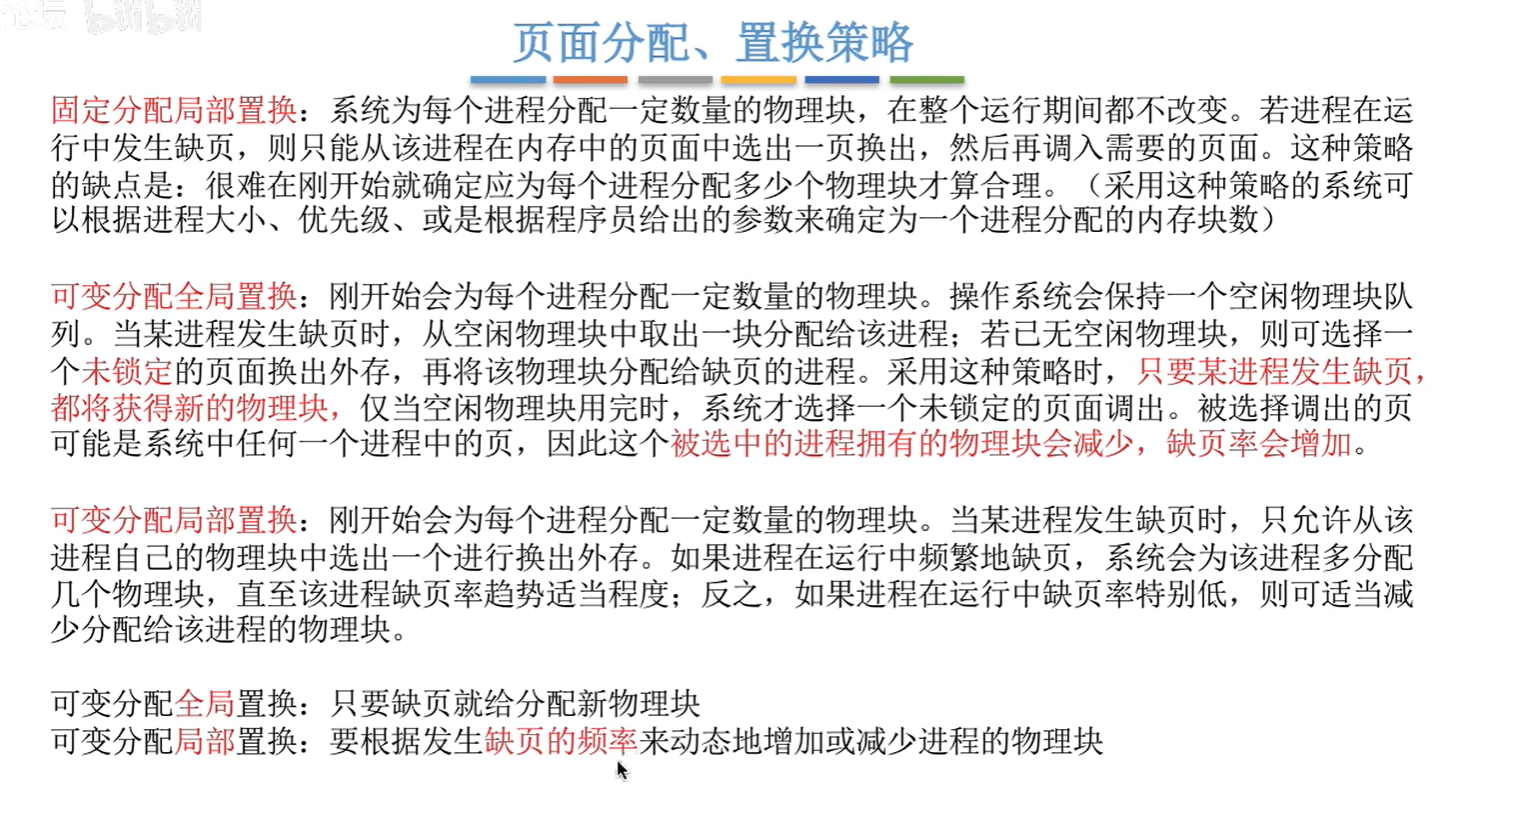 论坛 bilibili
页面分配、置换策略
固定分配局部置换：系统为每个进程分配一定数量的物理块，在整个运行期间都不改变。若进程在运
行中发生缺页，则只能从该进程在内存中的页面中选出一页换出，然后再调入需要的页面。这种策略
的缺点是：很难在刚开始就确定应为每个进程分配多少个物理块才算合理。（采用这种策略的系统可
以根据进程大小、优先级、或是根据程序员给出的参数来确定为一个进程分配的内存块数）
可变分配全局置换：刚开始会为每个进程分配一定数量的物理块。操作系统会保持一个空闲物理块队
列。当某进程发生缺页时，从空闲物理块中取出一块分配给该进程；若已无空闲物理块，则可选择一
个未锁定的页面换出外存，再将该物理块分配给缺页的进程。采用这种策略时，只要某进程发生缺页，
都将获得新的物理块，仅当空闲物理块用完时，系统才选择一个未锁定的页面调出。被选择调出的页
可能是系统中任何一个进程中的页，因此这个被选中的进程拥有的物理块会减少，缺页率会增加。
可变分配局部置换：刚开始会为每个进程分配一定数量的物理块。当某进程发生缺页时，只允许从该
进程自己的物理块中选出一个进行换出外存。如果进程在运行中频繁地缺页，系统会为该进程多分配
几个物理块，直至该进程缺页率趋势适当程度；反之，如果进程在运行中缺页率特别低，则可适当减
少分配给该进程的物理块。
可变分配全局置换：只要缺页就给分配新物理块
可变分配局部置换：要根据发生缺页的频率来动态地增加或减少进程的物理块